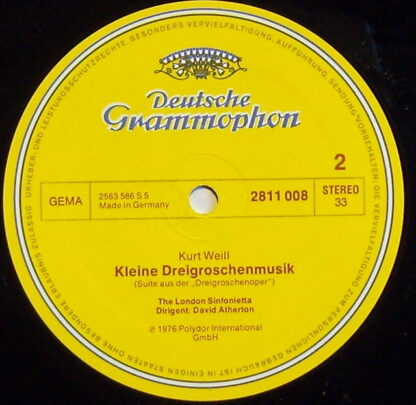 Deutsche
Grammophon
2
GEMA
2563 586 S 5
Made in Germany
2811 008
STEREO
33
Kurt Weill
Kleine Dreigroschenmusik
(Suite aus der „Dreigroschenoper")
The London Sinfonietta
Dirigent: David Atherton
℗ 1976 Polydor International
GmbH
URHEBER- UND LEISTUNGSSCHUTZRECHTE, BESONDERS VERVIELFÄLTIGUNG, AUFFÜHRUNG, SENDUNG VORBEHALTEN. DIE VERVIELFÄLTIGUNG ZUM PERSÖNLICHEN GEBRAUCH IST IN EINIGEN STAATEN OHNE BESONDERE ERLAUBNIS ZULÄSSIG